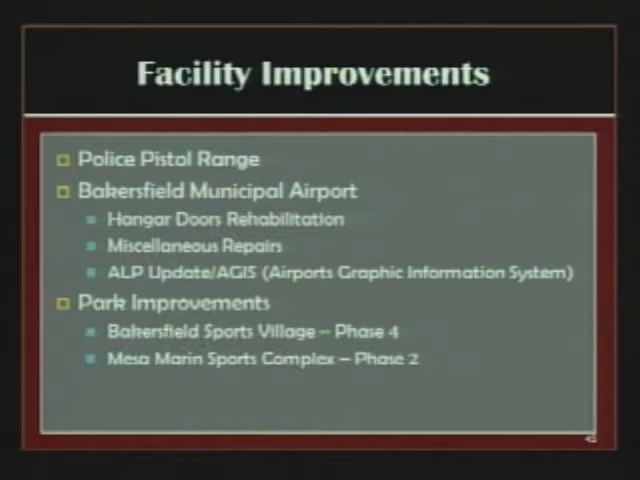 Facility Improvements
Police Pistol Range
Bakersfield Municipal Airport
Hangar Doors Rehabilitation
Miscellaneous Repairs
ALP Update/AGIS (Airports Graphic Information System)
Park Improvements
Bakersfield Sports Village – Phase 4
Mesa Marin Sports Complex – Phase 2